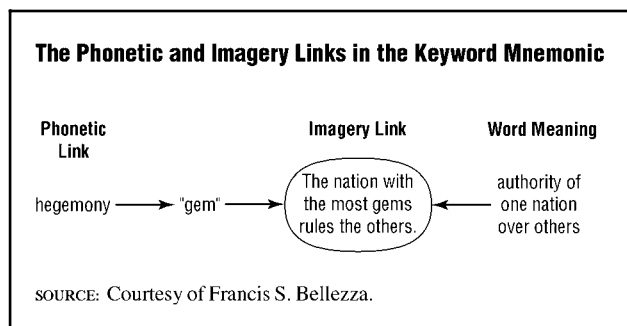 The Phonetic and Imagery Links in the Keyword Mnemonic
Phonetic
Link
Imagery Link
Word Meaning
hegemony
"gem"
The nation with
the most gems
rules the others.
authority of
one nation
over others
SOURCE: Courtesy of Francis S. Bellezza.